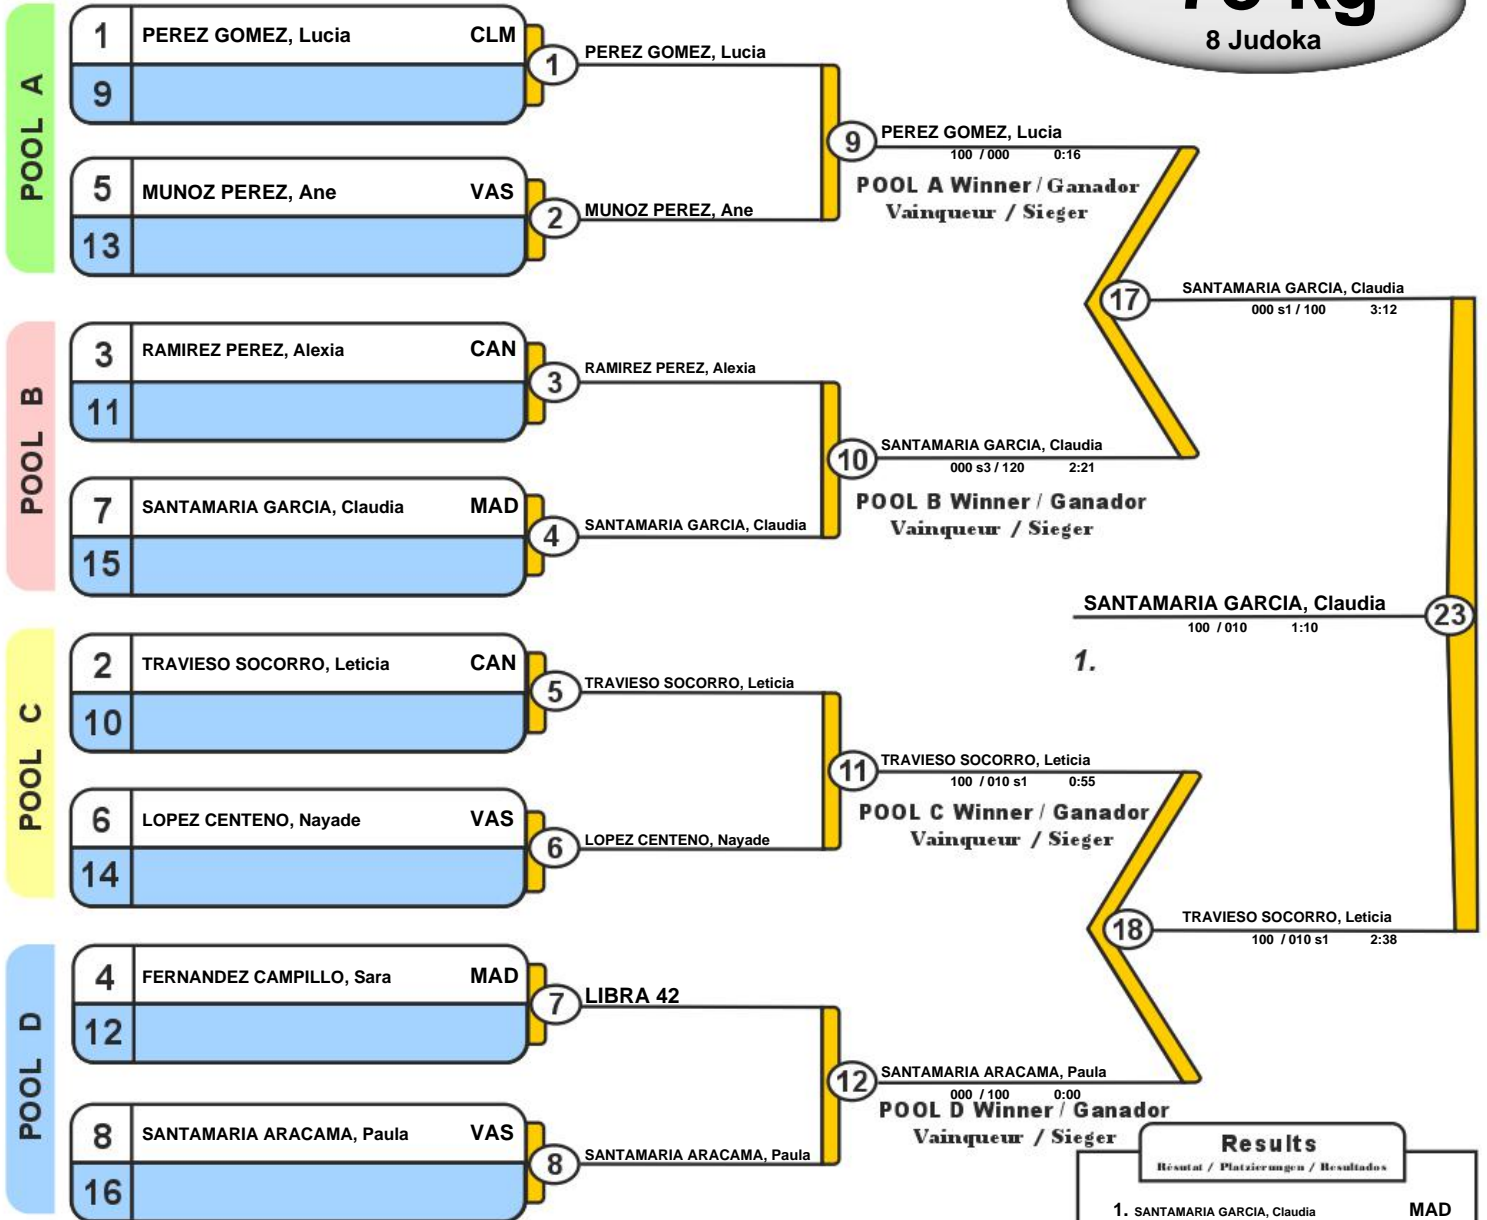 8 Judoka
POOL A
1 PEREZ GOMEZ, Lucia CLM
9
1 PEREZ GOMEZ, Lucia
5 MUNOZ PEREZ, Ane VAS
13
2 MUNOZ PEREZ, Ane
9 PEREZ GOMEZ, Lucia
100 / 000 0:16
POOL A Winner / Ganador
Vainqueur / Sieger
POOL B
3 RAMIREZ PEREZ, Alexia CAN
11
3 RAMIREZ PEREZ, Alexia
7 SANTAMARIA GARCIA, Claudia MAD
15
4 SANTAMARIA GARCIA, Claudia
10 SANTAMARIA GARCIA, Claudia
000 s3 / 120 2:21
POOL B Winner / Ganador
Vainqueur / Sieger
17 SANTAMARIA GARCIA, Claudia
000 s1 / 100 3:12
POOL C
2 TRAVIESO SOCORRO, Leticia CAN
10
5 TRAVIESO SOCORRO, Leticia
6 LOPEZ CENTENO, Nayade VAS
14
6 LOPEZ CENTENO, Nayade
11 TRAVIESO SOCORRO, Leticia
100 / 010 s1 0:55
POOL C Winner / Ganador
Vainqueur / Sieger
POOL D
4 FERNANDEZ CAMPILLO, Sara MAD
12
7 LIBRA 42
8 SANTAMARIA ARACAMA, Paula VAS
16
8 SANTAMARIA ARACAMA, Paula
12 SANTAMARIA ARACAMA, Paula
000 / 100 0:00
POOL D Winner / Ganador
Vainqueur / Sieger
18 TRAVIESO SOCORRO, Leticia
100 / 010 s1 2:38
SANTAMARIA GARCIA, Claudia 23
100 / 010 1:10
1.
Results
Résutat / Platzierungen / Resultados
1. SANTAMARIA GARCIA, Claudia MAD